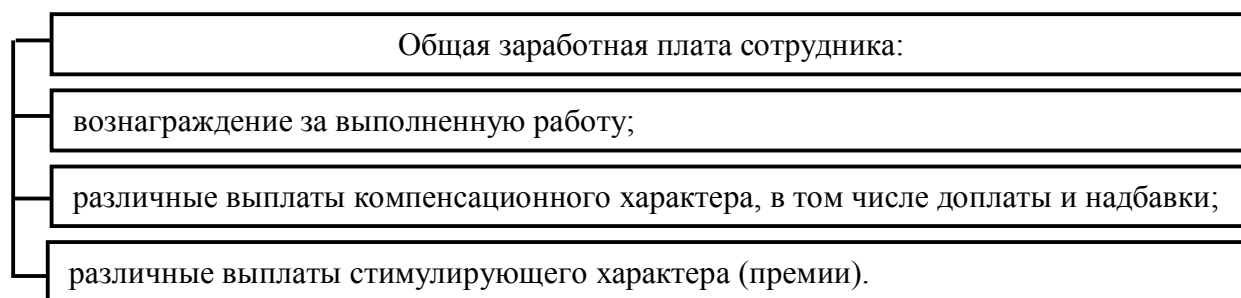 Общая заработная плата сотрудника:
вознаграждение за выполненную работу;
различные выплаты компенсационного характера, в том числе доплаты и надбавки;
различные выплаты стимулирующего характера (премии).